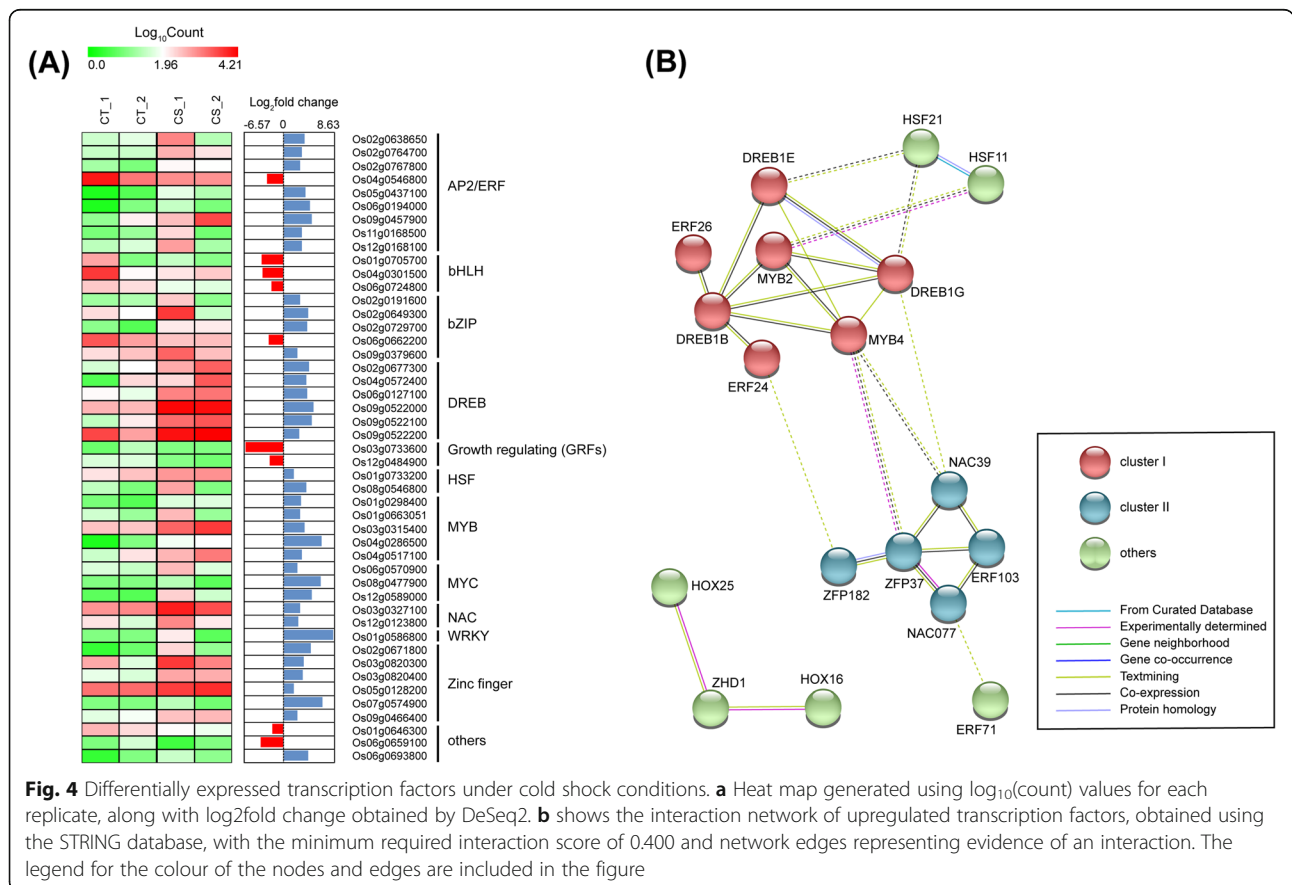 Log10Count
(A)
0.0 1.96 4.21
CT_1 CT_2 CS_1 CS_2
Log2fold change
-6.57 0 8.63
Os02g0638650
Os02g0764700
Os02g0767800
Os04g0546800
Os05g0437100
Os06g0194000
Os09g0457900
Os11g0168500
Os12g0168100
AP2/ERF
Os01g0705700
Os04g0301500
Os06g0724800
bHLH
Os02g0191600
Os02g0649300
Os02g0729700
Os06g0662200
Os09g0379600
bZIP
Os02g0677300
Os04g0572400
Os06g0127100
Os09g0522000
Os09g0522100
Os09g0522200
DREB
Os03g0733600
Os12g0484900
Growth regulating (GRFs)
Os01g0733200
Os08g0546800
HSF
Os01g0298400
Os01g0663051
Os03g0315400
Os04g0286500
Os04g0517100
MYB
Os06g0570900
Os08g0477900
Os12g0589000
MYC
Os03g0327100
Os12g0123800
NAC
Os01g0586800
WRKY
Os02g0671800
Os03g0820300
Os03g0820400
Os05g0128200
Os07g0574900
Os09g0466400
Zinc finger
Os01g0646300
Os06g0659100
Os06g0693800
others
(B)
HSF21
HSF11
DREB1E
ERF26
MYB2
DREB1G
DREB1B
MYB4
ERF24
NAC39
ZFP182
ZFP37
ERF103
NAC077
HOX25
ZHD1
HOX16
ERF71
cluster I
cluster II
others
From Curated Database
Experimentally determined
Gene neighborhood
Gene co-occurrence
Textmining
Co-expression
Protein homology
Fig. 4 Differentially expressed transcription factors under cold shock conditions. a Heat map generated using log10(count) values for each
replicate, along with log2fold change obtained by DeSeq2. b shows the interaction network of upregulated transcription factors, obtained using
the STRING database, with the minimum required interaction score of 0.400 and network edges representing evidence of an interaction. The
legend for the colour of the nodes and edges are included in the figure